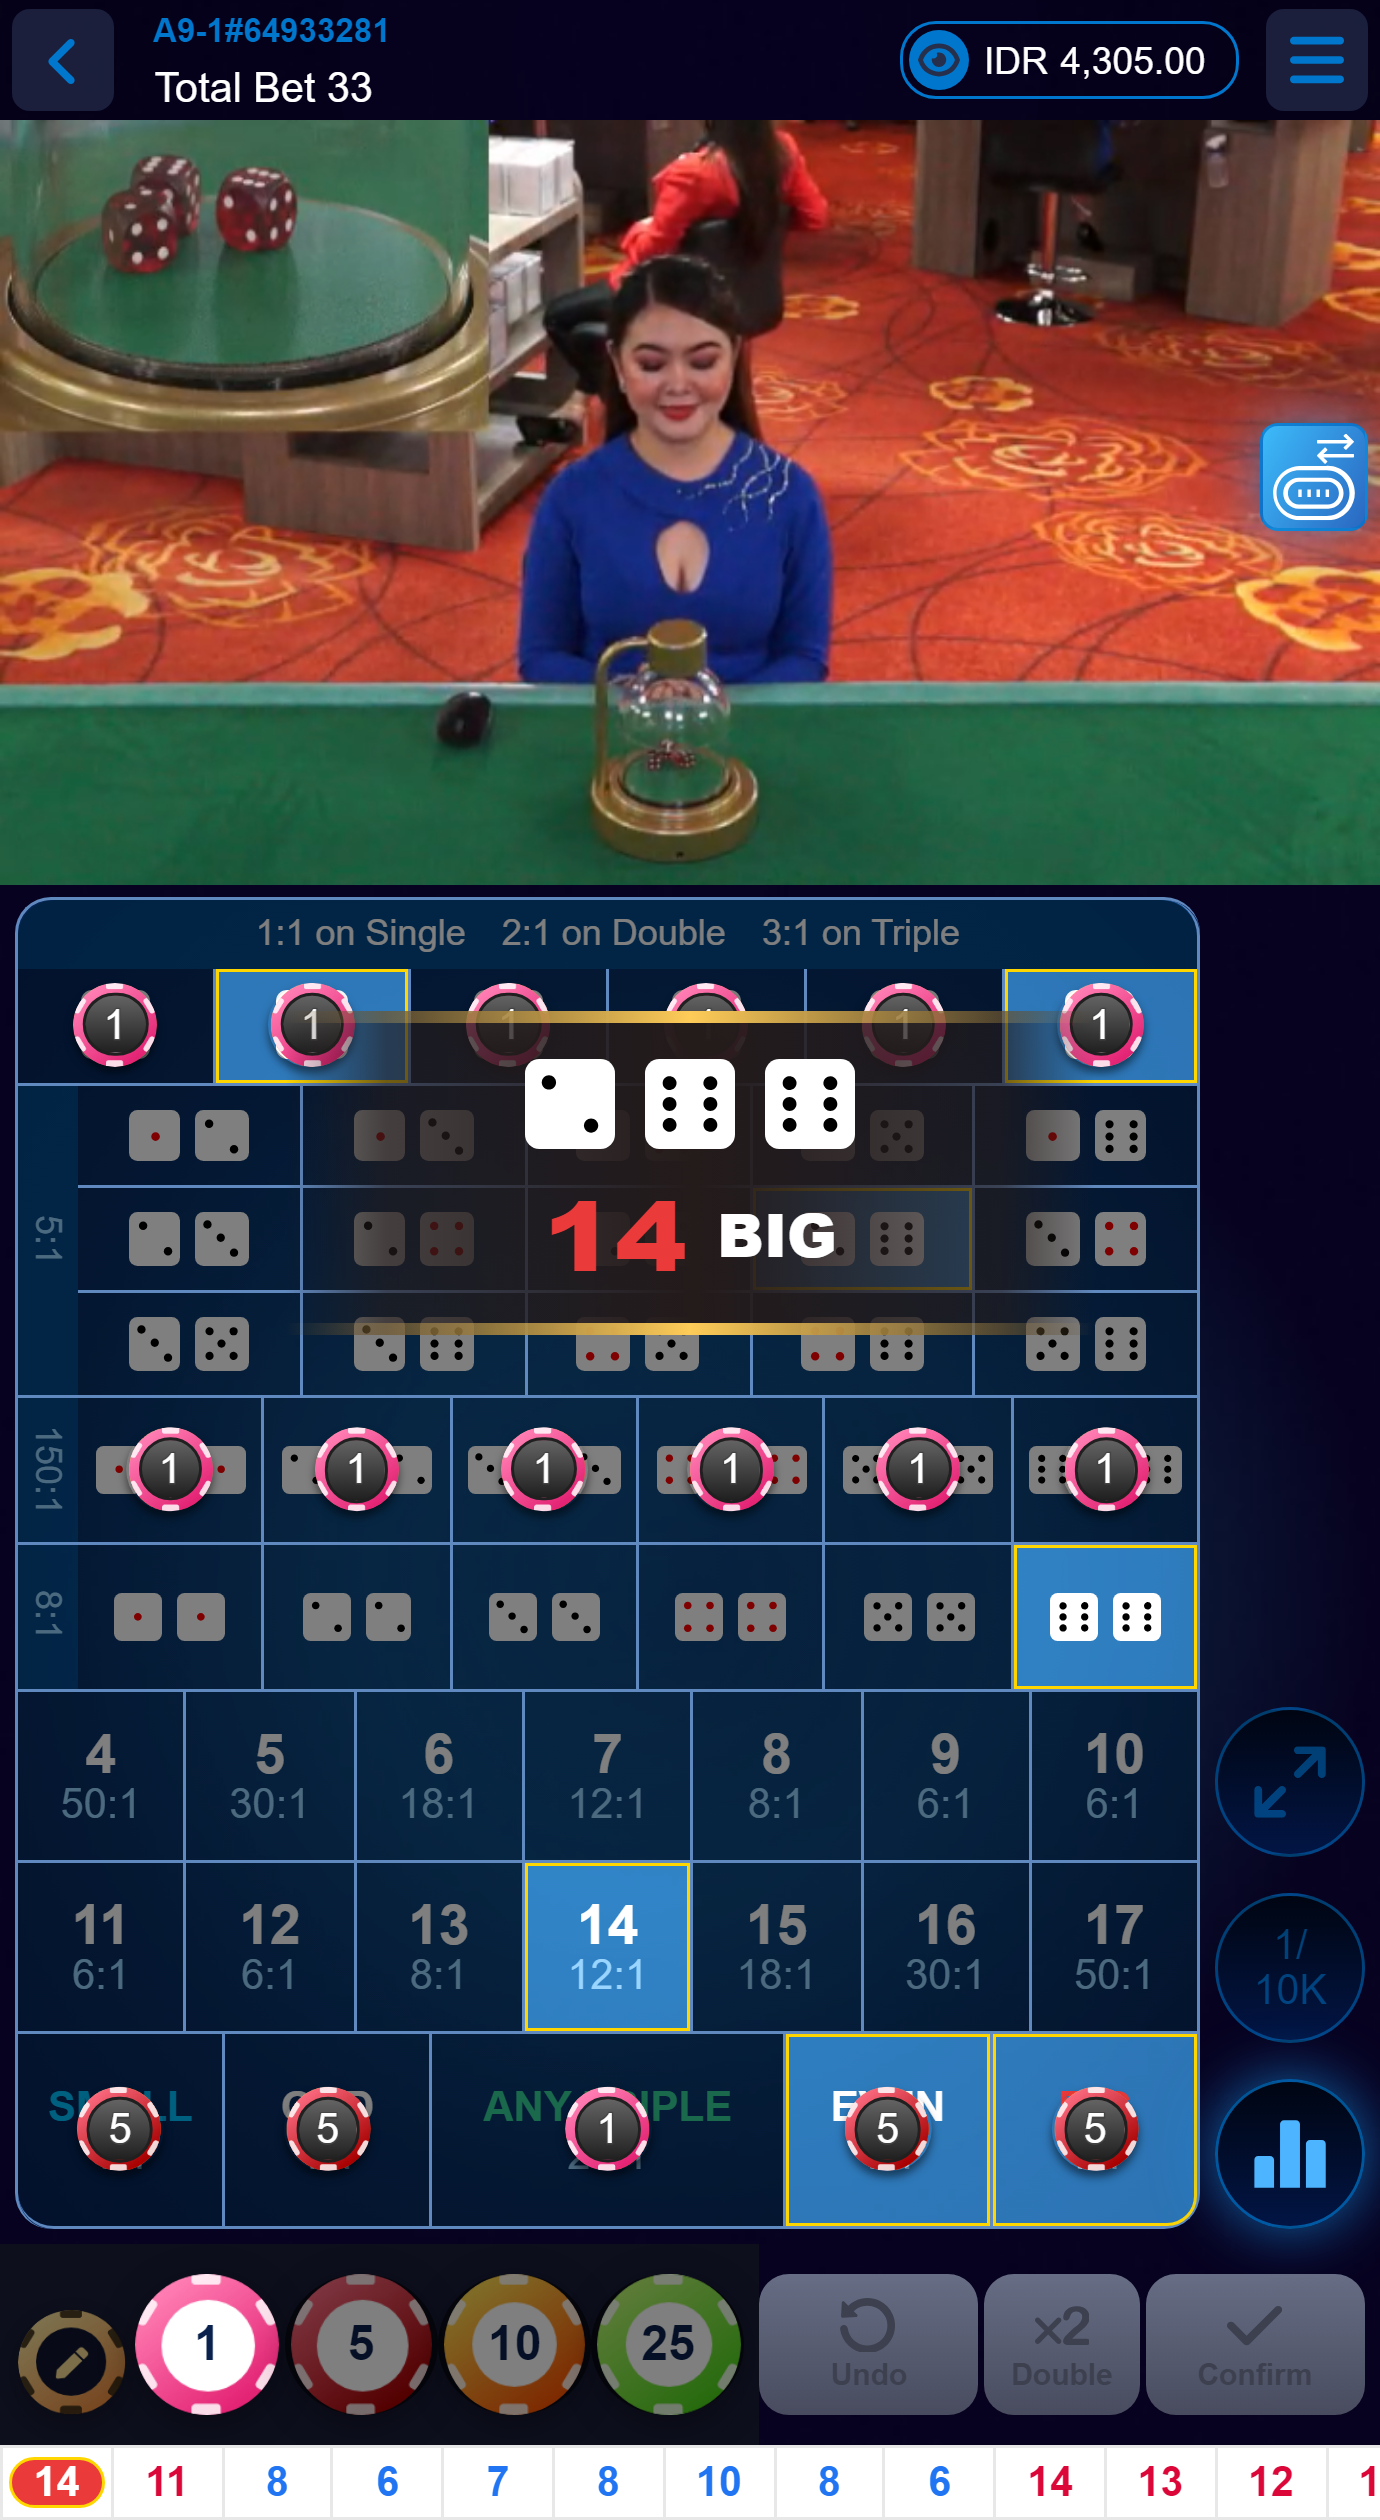 A9-1#64933281
Total Bet 33
IDR 4,305.00
1:1 on Single 2:1 on Double 3:1 on Triple
1 1 1 1 1 1
14 BIG
5:1
150:1
1 1 1 1 1 1
8:1
4 5 6 7 8 9 10
50:1 30:1 18:1 12:1 8:1 6:1 6:1
11 12 13 14 15 16 17
6:1 6:1 8:1 12:1 18:1 30:1 50:1
1/
10K
5 5 1 5 5
1 5 10 25
Undo
x2
Double
Confirm
14 11 8 6 7 8 10 8 6 14 13 12